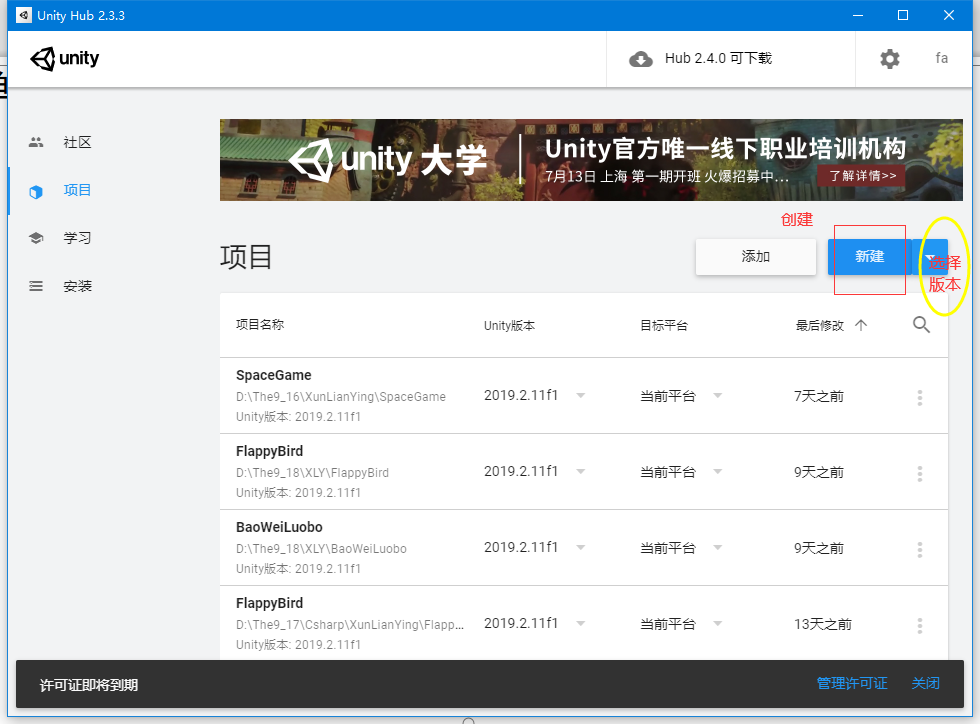 Unity Hub 2.3.3
unity
Hub 2.4.0 可下载
fa
社区
项目
学习
安装
unity 大学
Unity官方唯一线下职业培训机构
7月13日 上海 第一期开班 火爆招募中...
了解详情>>
创建
项目
添加
新建
选择
版本
项目名称
Unity版本
目标平台
最后修改
SpaceGame
D:\The9_16\XunLianYing\SpaceGame
Unity版本: 2019.2.11f1
2019.2.11f1
当前平台
7天之前
FlappyBird
D:\The9_18\XLY\FlappyBird
Unity版本: 2019.2.11f1
2019.2.11f1
当前平台
9天之前
BaoWeiLuobo
D:\The9_18\XLY\BaoWeiLuobo
Unity版本: 2019.2.11f1
2019.2.11f1
当前平台
9天之前
FlappyBird
D:\The9_17\Csharp\XunLianYing\Flapp...
Unity版本: 2019.2.11f1
2019.2.11f1
当前平台
13天之前
许可证即将到期
管理许可证
关闭